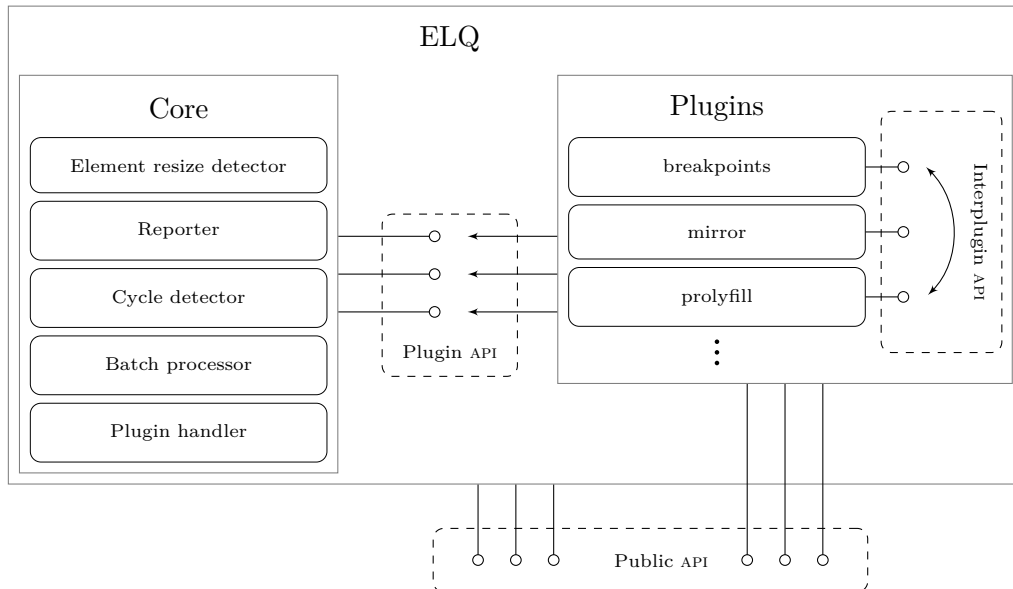 ELQ
Core
Element resize detector
Reporter
Cycle detector
Batch processor
Plugin handler
Plugin API
Plugins
breakpoints
mirror
prolyfill
Interplugin API
Public API